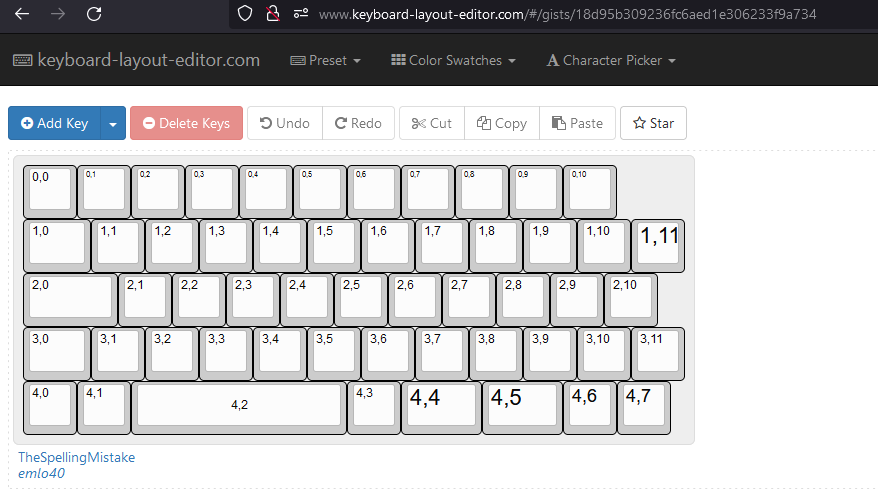 www.keyboard-layout-editor.com/#/gists/18d95b309236fc6aed1e306233f9a734
keyboard-layout-editor.com Preset Color Swatches A Character Picker
Add Key Delete Keys Undo Redo Cut Copy Paste Star
0,0 0,1 0,2 0,3 0,4 0,5 0,6 0,7 0,8 0,9 0,10
1,0 1,1 1,2 1,3 1,4 1,5 1,6 1,7 1,8 1,9 1,10 1,11
2,0 2,1 2,2 2,3 2,4 2,5 2,6 2,7 2,8 2,9 2,10
3,0 3,1 3,2 3,3 3,4 3,5 3,6 3,7 3,8 3,9 3,10 3,11
4,0 4,1 4,2 4,3 4,4 4,5 4,6 4,7
TheSpellingMistake
emlo40